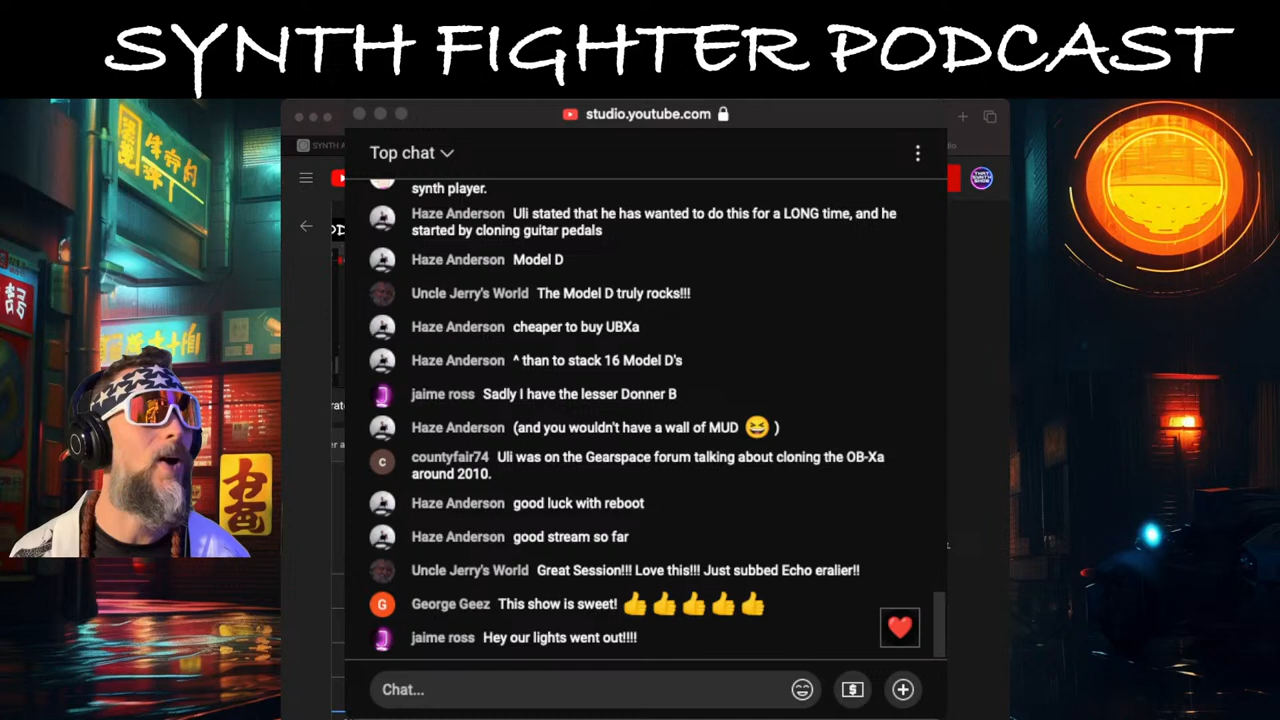 SYNTH FIGHTER PODCAST
studio.youtube.com
SYNTH
Top chat
synth player.
Haze Anderson Uli stated that he has wanted to do this for a LONG time, and he
started by cloning guitar pedals
Haze Anderson Model D
Uncle Jerry's World The Model D truly rocks!!!
Haze Anderson cheaper to buy UBXa
Haze Anderson ^ than to stack 16 Model D's
jaime ross Sadly I have the lesser Donner B
Haze Anderson (and you wouldn't have a wall of MUD 😆 )
countyfair74 Uli was on the Gearspace forum talking about cloning the OB-Xa
around 2010.
Haze Anderson good luck with reboot
Haze Anderson good stream so far
Uncle Jerry's World Great Session!!! Love this!!! Just subbed Echo eralier!!
George Geez This show is sweet! 👍👍👍👍👍
jaime ross Hey our lights went out!!!!
Chat...